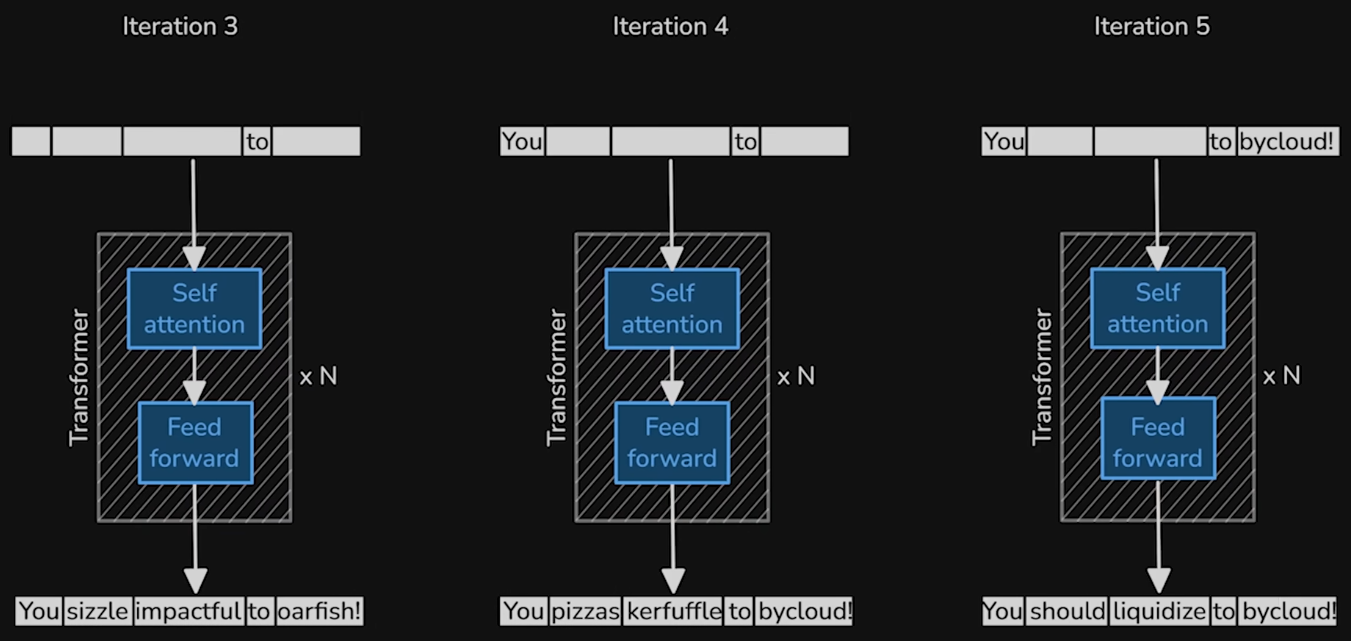 Iteration 3
to
Transformer
Self
attention
Feed
forward
x N
You sizzle impactful to oarfish!
Iteration 4
You to
Transformer
Self
attention
Feed
forward
x N
You pizzas kerfuffle to bycloud!
Iteration 5
You to bycloud!
Transformer
Self
attention
Feed
forward
x N
You should liquidize to bycloud!